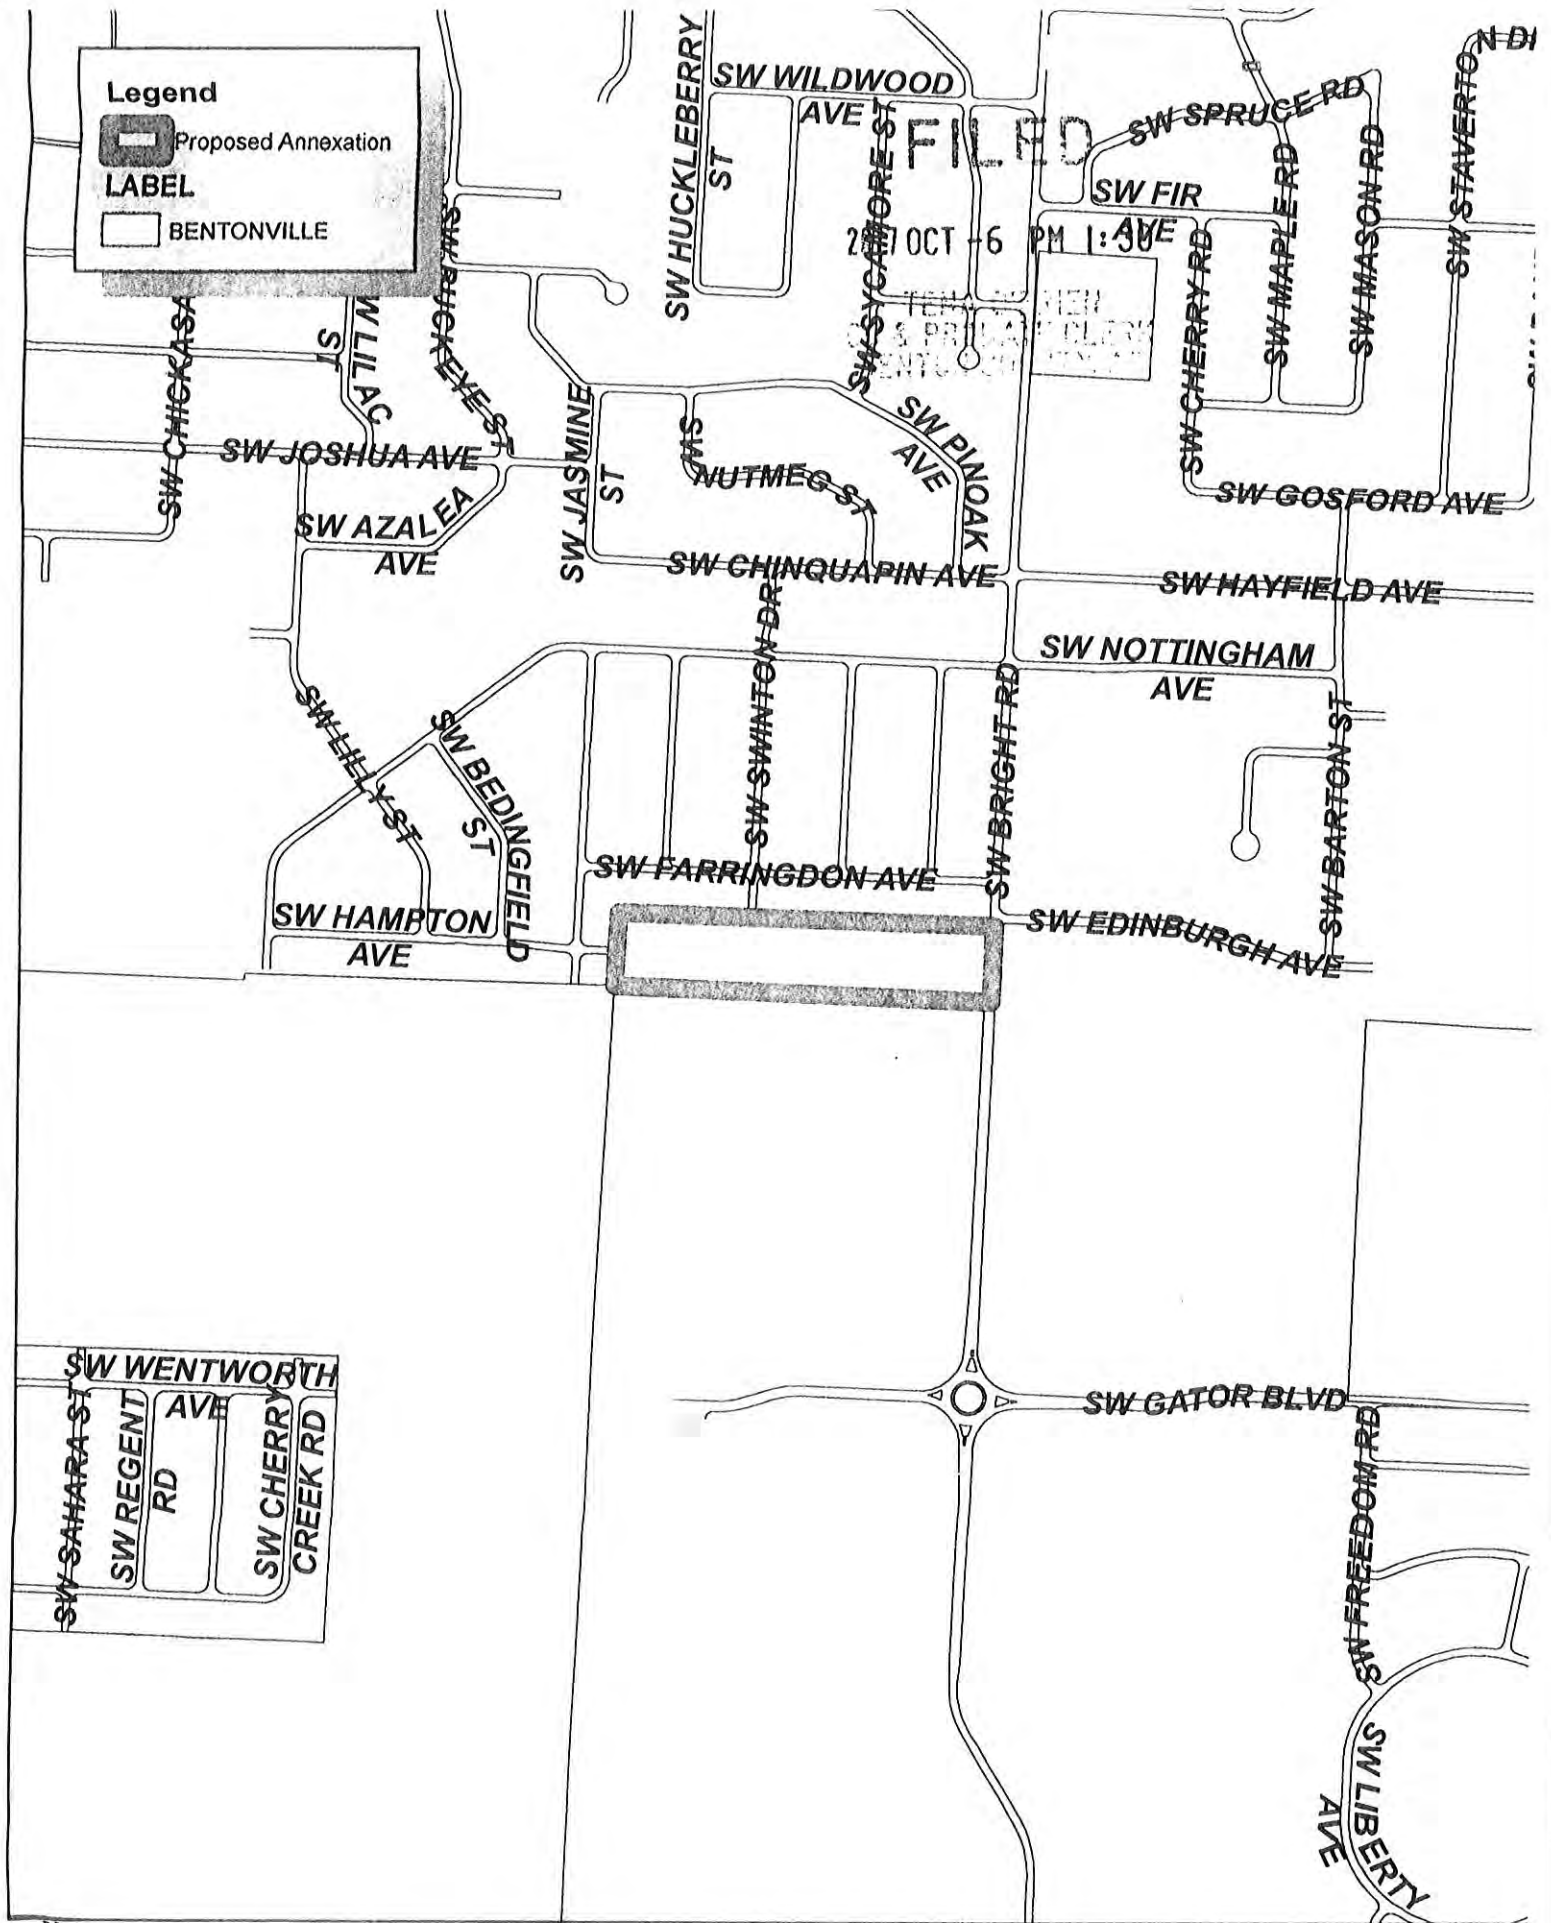 Legend
Proposed Annexation
LABEL
BENTONVILLE
SW HUCKLEBERRY
ST
SW WILDWOOD
AVE
SW SYCAMORE ST
FILED
OCT -6 PM 1:30
SW SPRUCE RD
SW FIR
AVE
SW MAPLE RD
SW MASON RD
SW CHERRY RD
SW BUCKEYE ST
SW LILAC
ST
SW JOSHUA AVE
SW AZALEA
AVE
SW JASMINE
ST
SW
NUTMEG ST
SW PINOAK
AVE
SW GOSFORD AVE
SW CHINQUAPIN AVE
SW HAYFIELD AVE
SW SWINTON DR
SW NOTTINGHAM
AVE
SW LILLY ST
SW BEDINGFIELD
ST
SW BRIGHT RD
SW BARTON ST
SW FARRINGDON AVE
SW HAMPTON
AVE
SW EDINBURGH AVE
SW WENTWORTH
AVE
SW SAHARA ST
SW REGENT
RD
SW CHERRY
CREEK RD
SW GATOR BLVD
SW FREEDOM RD
SW LIBERTY
AVE